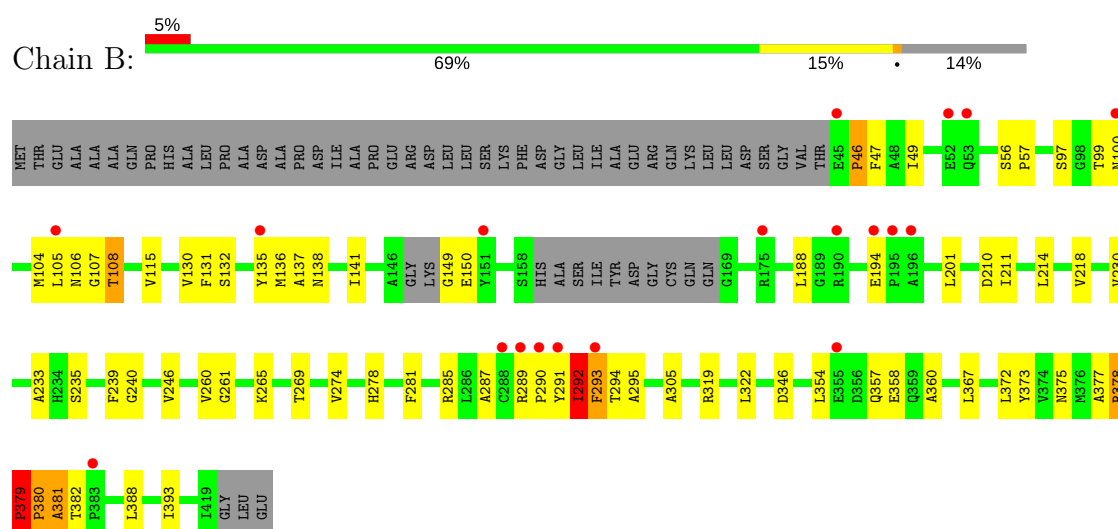 5%
Chain B:
69% 15% • 14%
MET THR GLU ALA ALA ALA GLN PRO HIS ALA LEU PRO ALA ASP ALA PRO ASP ILE ALA PRO GLU ARG ASP LEU LEU SER LYS PHE ASP GLY LEU ILE ALA GLU ARG GLN LYS LEU LEU ASP SER GLY VAL THR E45 P46 F47 A48 I49 E52 Q53 S56 P57 S97 G98 T99 N100
M104 L105 N106 G107 T108 V115 V130 F131 S132 Y135 M136 A137 N138 I141 A146 GLY LYS G149 E150 Y151 S158 HIS ALA SER ILE TYR ASP GLY CYS GLN GLN G169 R175 L188 G189 R190 E194 P195 A196 L201 D210 I211 L214 V218 V230
A233 H234 S235 F239 G240 V246 V260 G261 K265 T269 V274 H278 F281 R285 L286 A287 C288 R289 P290 Y291 I292 F293 T294 A295 A305 R319 L322 D346 L354 E355 D356 Q357 E358 Q359 A360 L367 L372 Y373 V374 N375 M376 A377 R378
P379 P380 A381 T382 P383 L388 I393 I419 GLY LEU GLU